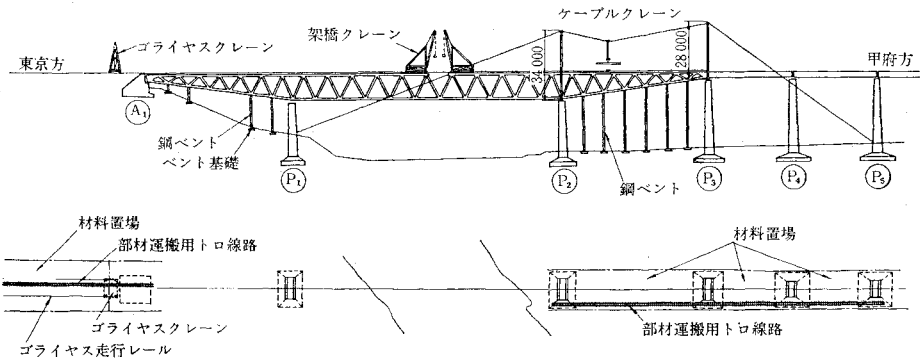 ゴライヤスクレーン
架橋クレーン
ケーブルクレーン
東京方
34 000
28 000
甲府方
A₁
鋼ベント
ベント基礎
P₁
P₂
鋼ベント
P₃
P₄
P₅
材料置場
部材運搬用トロ線路
材料置場
ゴライヤスクレーン
ゴライヤス走行レール
部材運搬用トロ線路